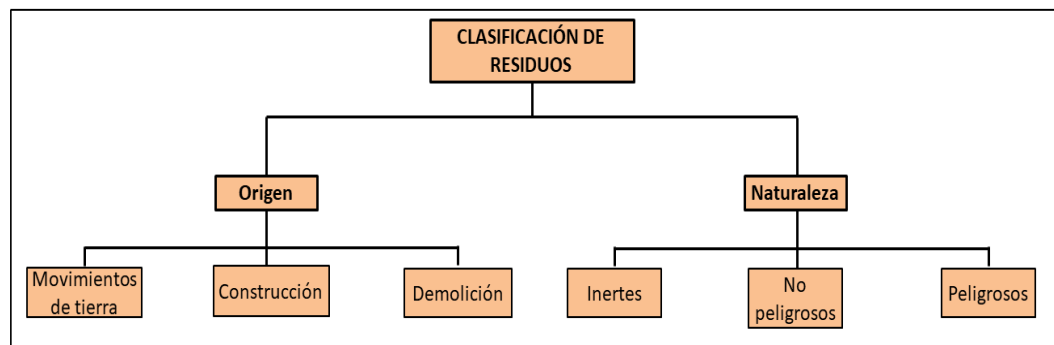 CLASIFICACIÓN DE
RESIDUOS
Origen
Naturaleza
Movimientos
de tierra
Construcción
Demolición
Inertes
No
peligrosos
Peligrosos